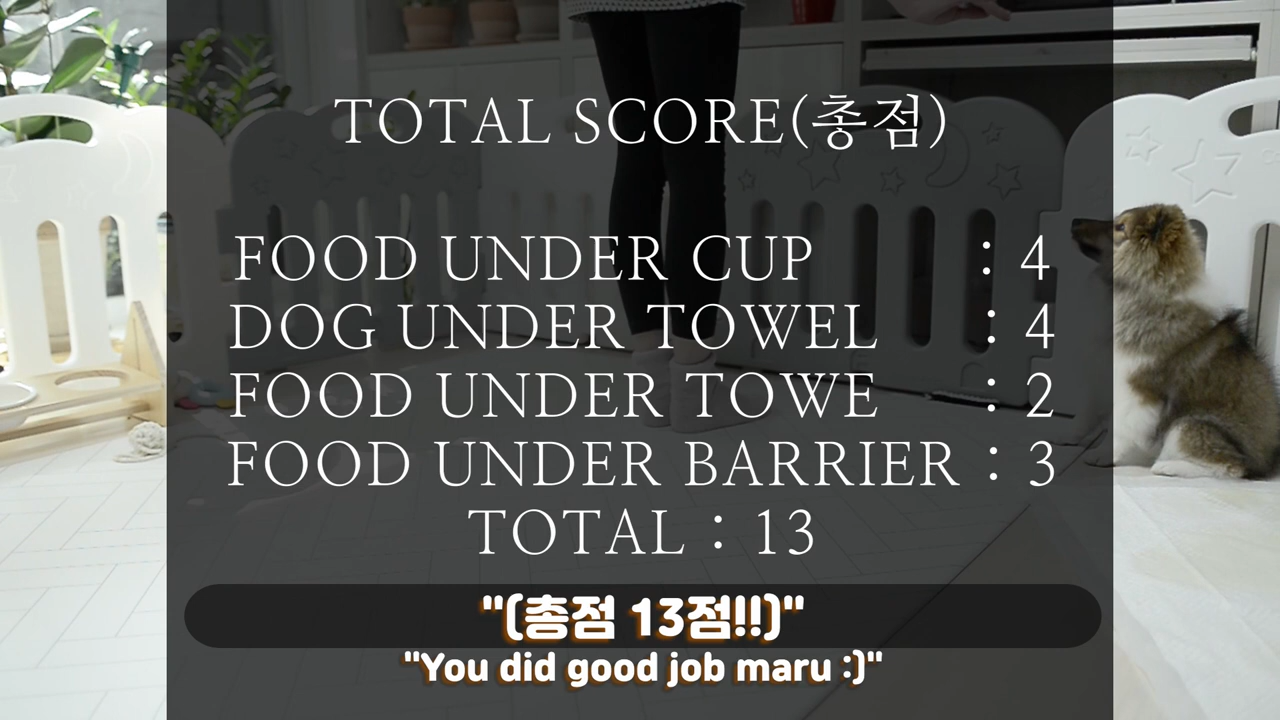 TOTAL SCORE(총점)
FOOD UNDER CUP : 4
DOG UNDER TOWEL : 4
FOOD UNDER TOWE : 2
FOOD UNDER BARRIER : 3
TOTAL : 13
"(총점 13점!!)"
"You did good job maru :)"